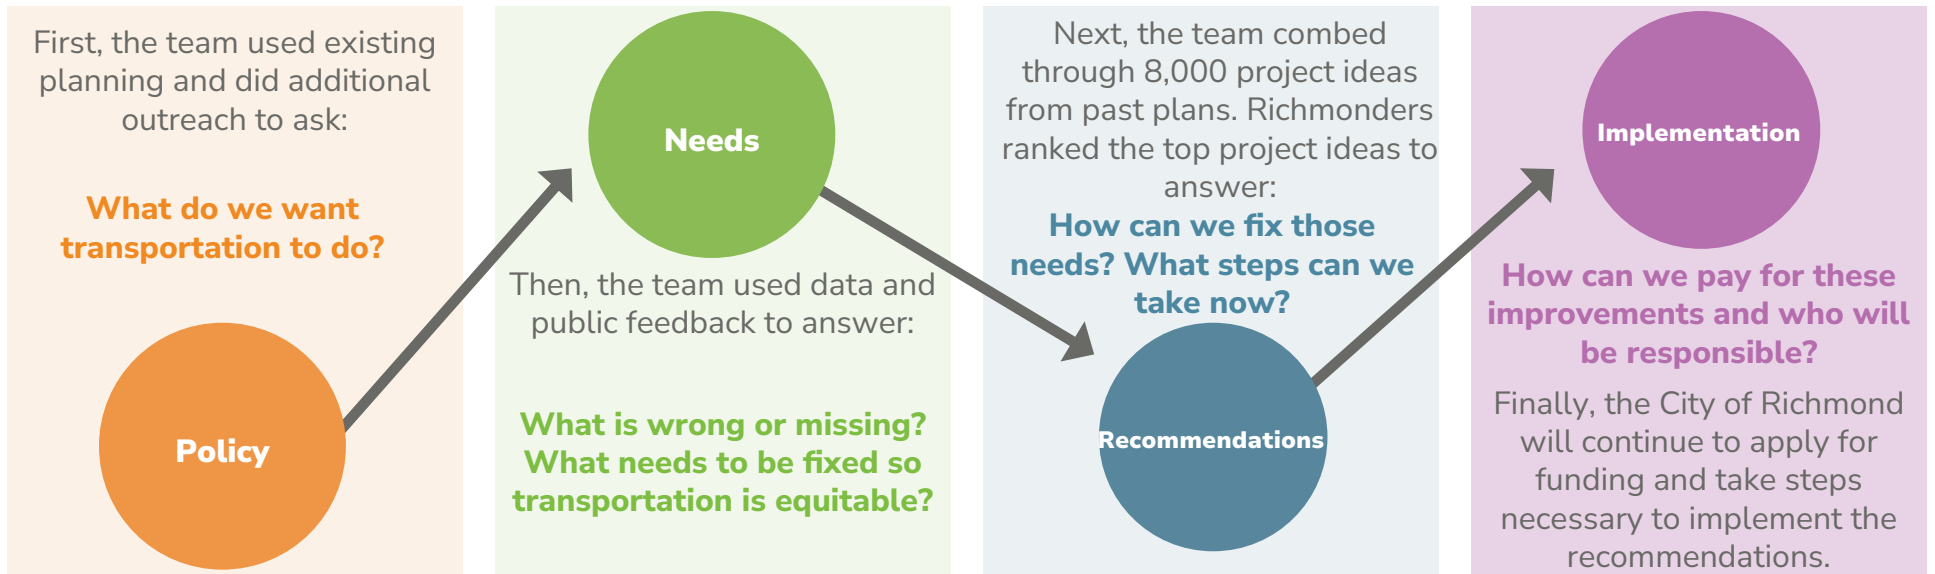 First, the team used existing
planning and did additional
outreach to ask:
What do we want
transportation to do?
Policy
Needs
Then, the team used data and
public feedback to answer:
What is wrong or missing?
What needs to be fixed so
transportation is equitable?
Next, the team combed
through 8,000 project ideas
from past plans. Richmonders
ranked the top project ideas to
answer:
How can we fix those
needs? What steps can we
take now?
Recommendations
Implementation
How can we pay for these
improvements and who will
be responsible?
Finally, the City of Richmond
will continue to apply for
funding and take steps
necessary to implement the
recommendations.